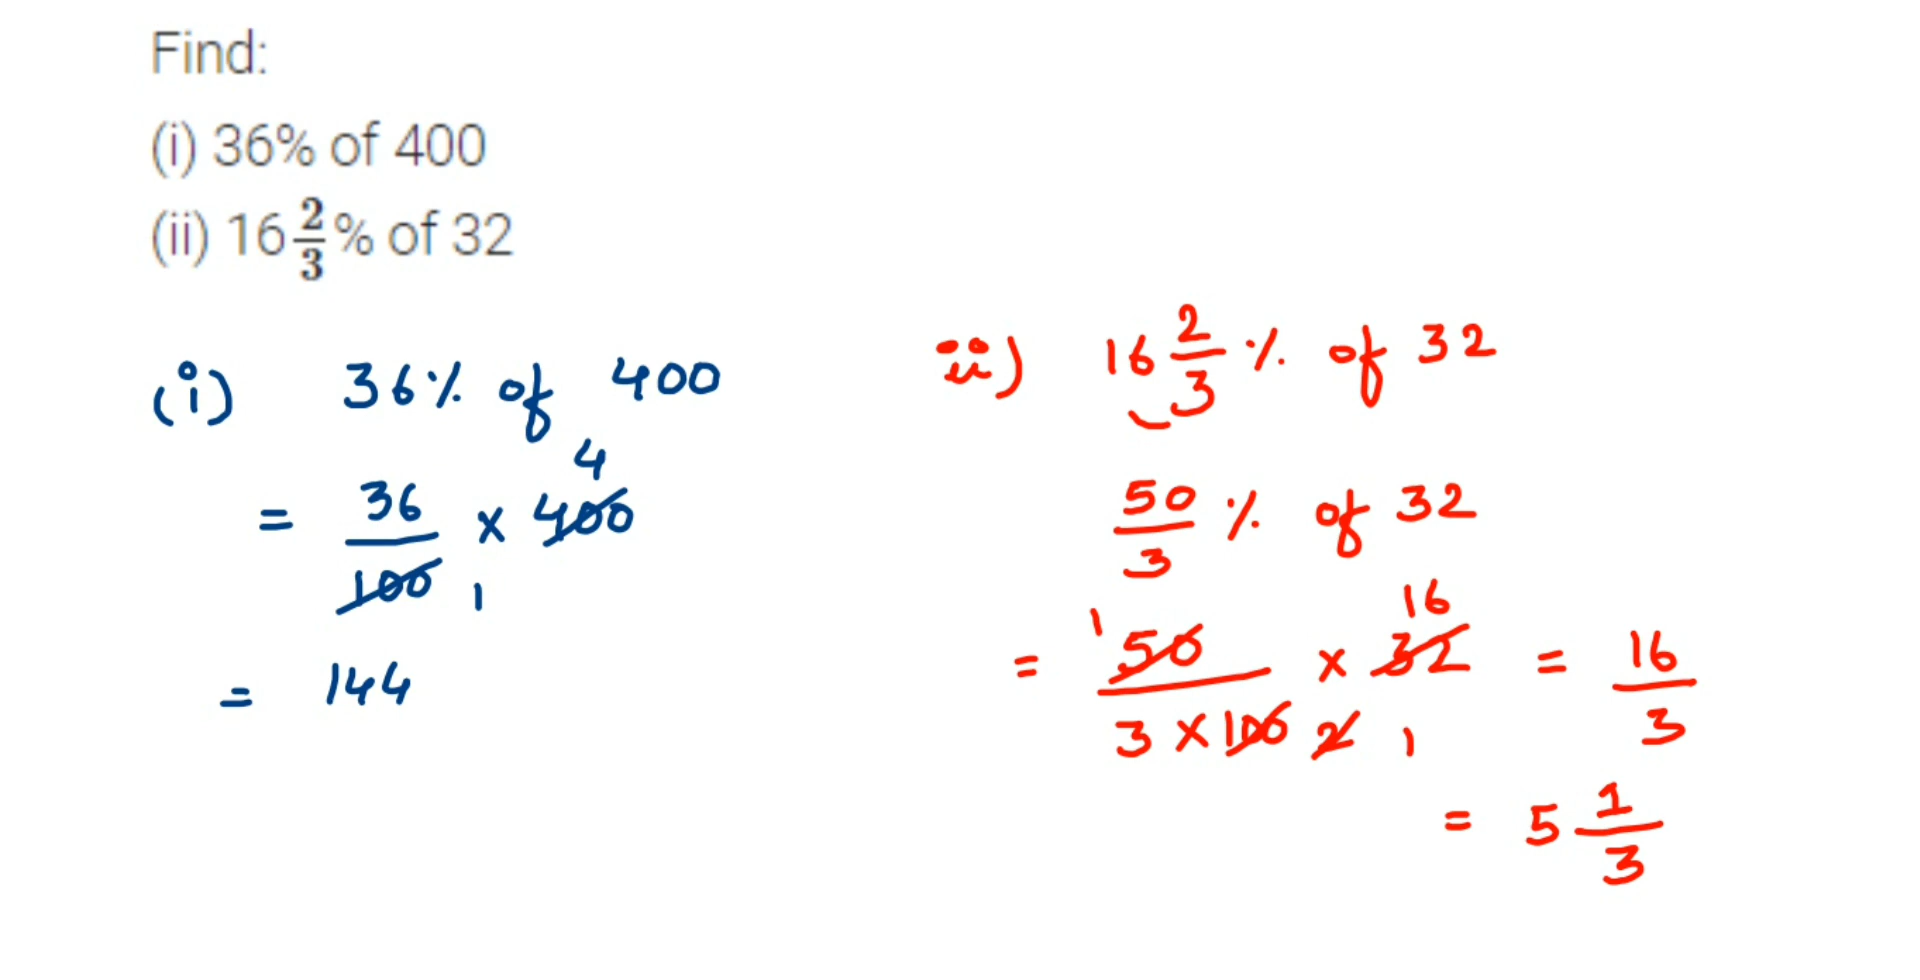 Find:
(i) 36% of 400
(ii) 16 2/3 % of 32
(i) 36% of 400
= 36/100 × 400 4 1
= 144
ii) 16 2/3 % of 32
50/3 % of 32
= 1 50/(3 × 100) 2 1 × 32 16 = 16/3
= 5 1/3